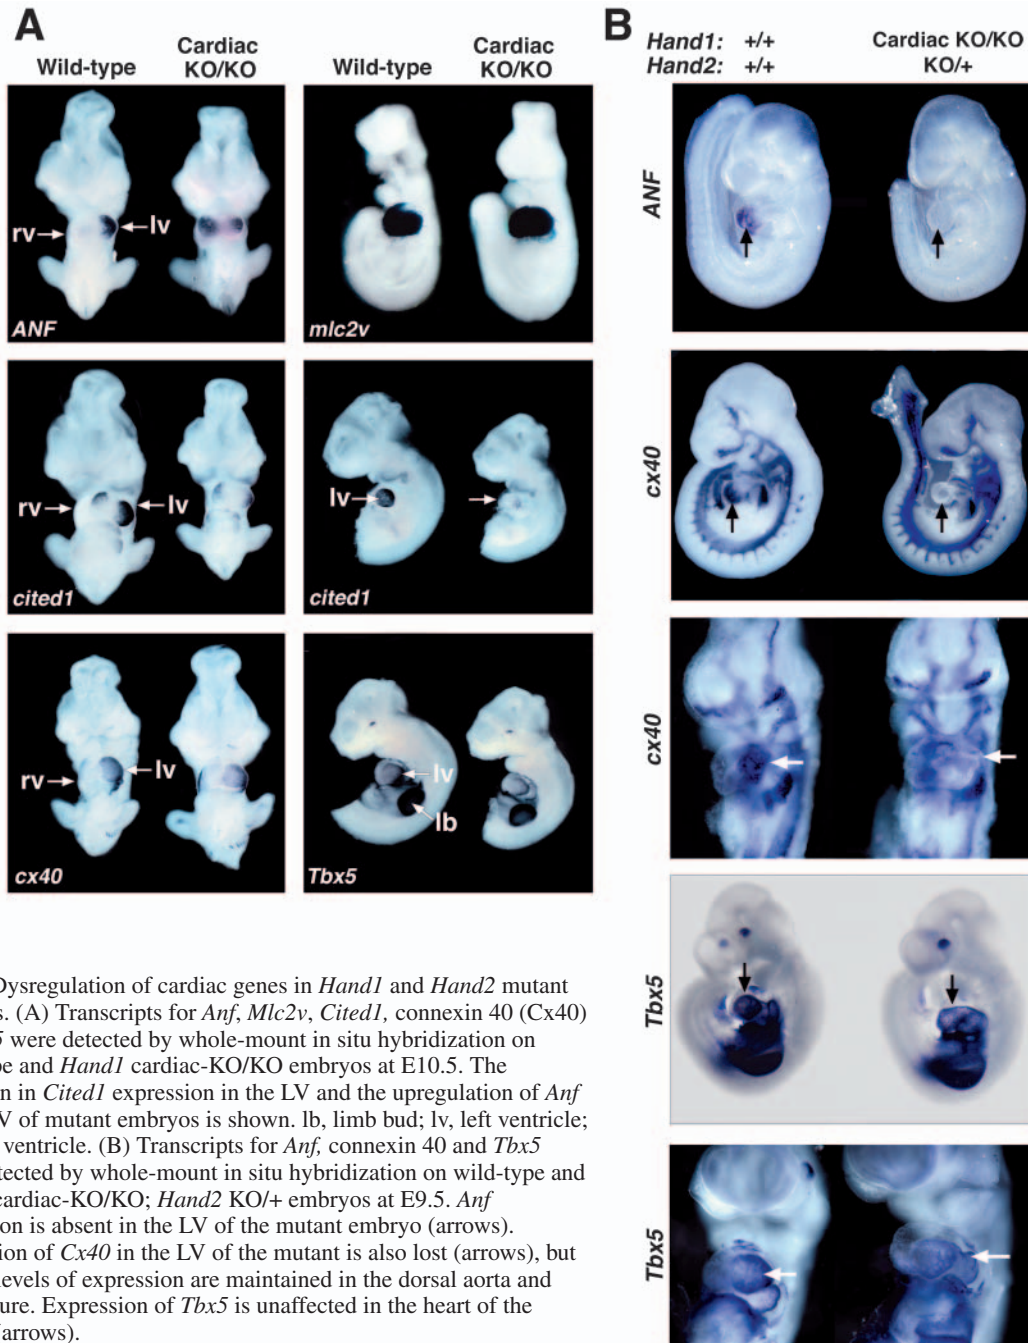 A
B
Wild-type
Cardiac
KO/KO
Wild-type
Cardiac
KO/KO
Hand1: +/+ Cardiac KO/KO
Hand2: +/+ KO/+
rv
lv
ANF
mlc2v
ANF
rv
lv
cited1
lv
cited1
cx40
rv
lv
cx40
lv
lb
Tbx5
cx40
Tbx5
Tbx5
Dysregulation of cardiac genes in Hand1 and Hand2 mutant
s. (A) Transcripts for Anf, Mlc2v, Cited1, connexin 40 (Cx40)
5 were detected by whole-mount in situ hybridization on
pe and Hand1 cardiac-KO/KO embryos at E10.5. The
n in Cited1 expression in the LV and the upregulation of Anf
V of mutant embryos is shown. lb, limb bud; lv, left ventricle;
ventricle. (B) Transcripts for Anf, connexin 40 and Tbx5
tected by whole-mount in situ hybridization on wild-type and
cardiac-KO/KO; Hand2 KO/+ embryos at E9.5. Anf
on is absent in the LV of the mutant embryo (arrows).
ion of Cx40 in the LV of the mutant is also lost (arrows), but
levels of expression are maintained in the dorsal aorta and
ure. Expression of Tbx5 is unaffected in the heart of the
arrows).